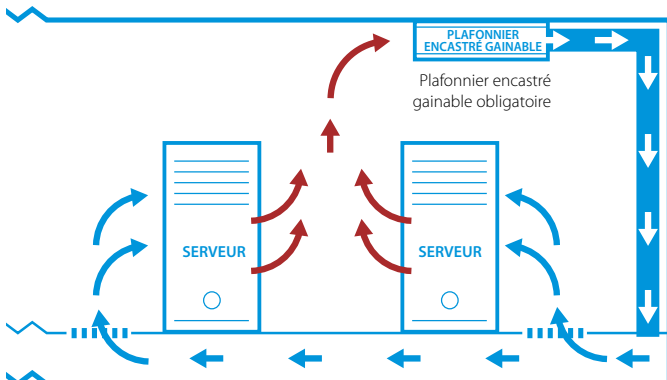 PLAFONNIER
ENCASTRÉ GAINABLE
Plafonnier encastré
gainable obligatoire
SERVEUR
SERVEUR